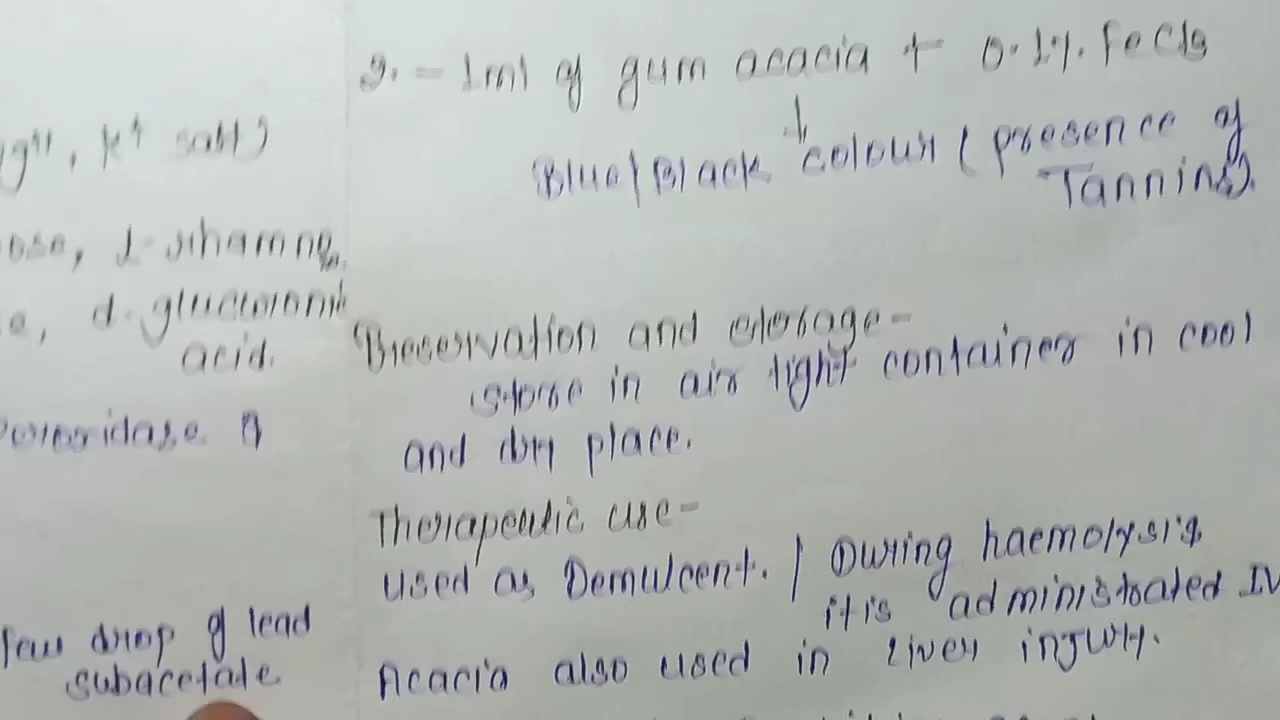 g⁺⁺, K⁺ salt)
ose, l-rhamno
e, d-glucuronic
acid.
Peroxidase &
few drop of lead
subacetate
9. - 1ml of gum acacia + 0.1% FeCl3
↓
Blue/Black colour (presence of
Tannins).
Preservation and storage-
store in air tight container in cool
and dry place.
Therapeutic use-
used as Demulcent. / During haemolysis
it is administrated IV
Acacia also used in liver injury.